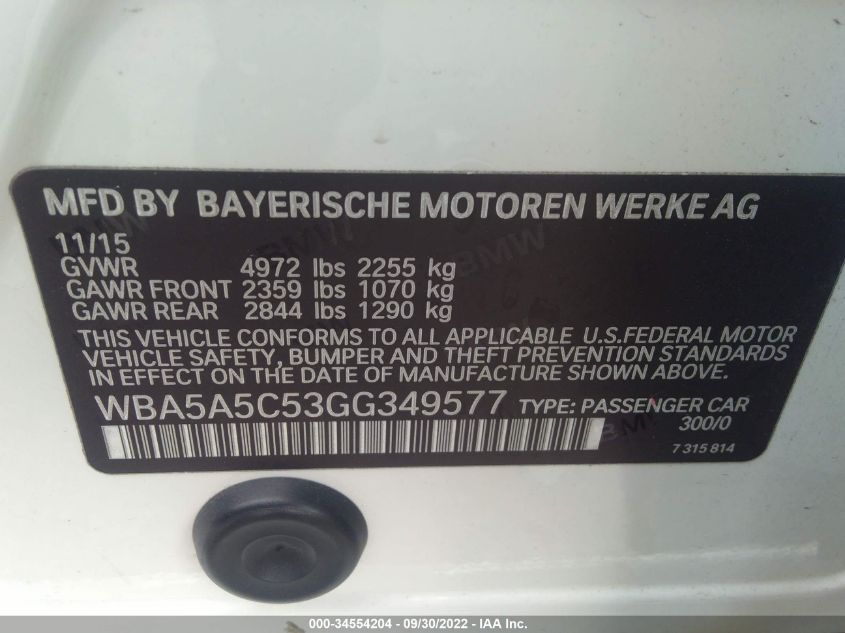 MFD BY BAYERISCHE MOTOREN WERKE AG
11/15
GVWR 4972 lbs 2255 kg
GAWR FRONT 2359 lbs 1070 kg
GAWR REAR 2844 lbs 1290 kg
THIS VEHICLE CONFORMS TO ALL APPLICABLE U.S.FEDERAL MOTOR
VEHICLE SAFETY, BUMPER AND THEFT PREVENTION STANDARDS
IN EFFECT ON THE DATE OF MANUFACTURE SHOWN ABOVE.
WBA5A5C53GG349577 TYPE: PASSENGER CAR
300/0
7 315 814
BMW
BMW
BMW
000-34554204 - 09/30/2022 - IAA Inc.